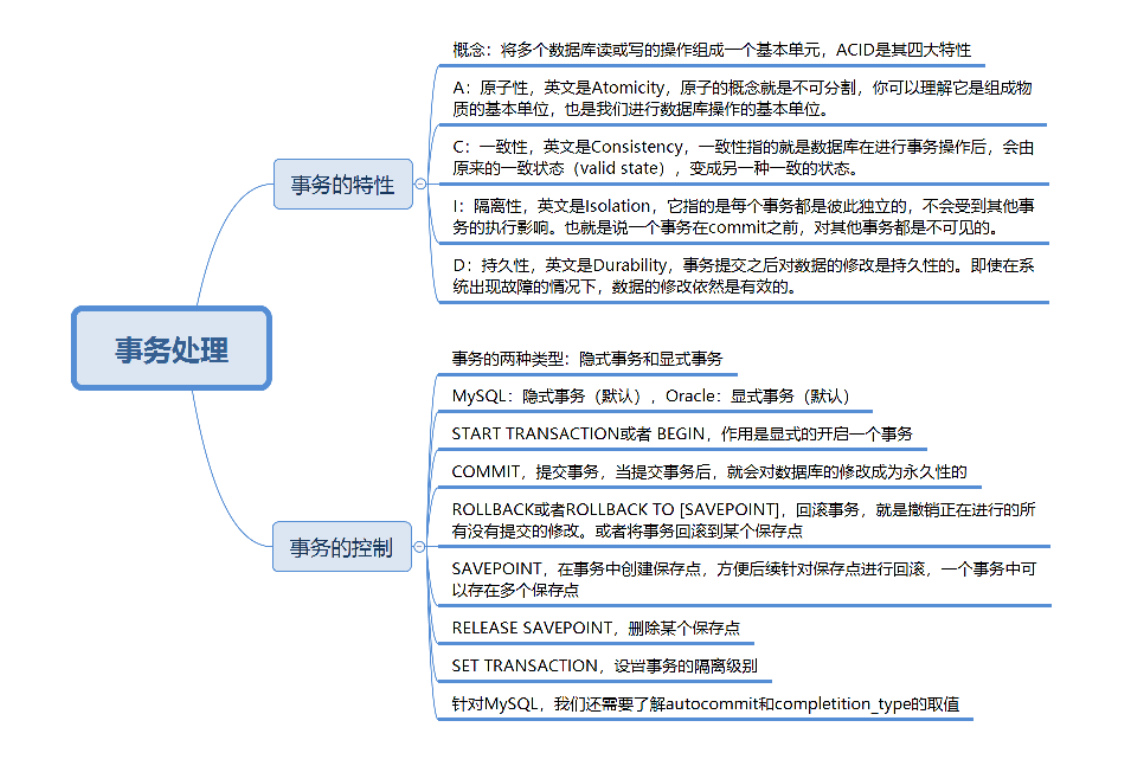 概念：将多个数据库读或写的操作组成一个基本单元，ACID是其四大特性
A：原子性，英文是Atomicity，原子的概念就是不可分割，你可以理解它是组成物
质的基本单位，也是我们进行数据库操作的基本单位。
C：一致性，英文是Consistency，一致性指的就是数据库在进行事务操作后，会由
原来的一致状态（valid state），变成另一种一致的状态。
事务的特性
I：隔离性，英文是Isolation，它指的是每个事务都是彼此独立的，不会受到其他事
务的执行影响。也就是说一个事务在commit之前，对其他事务都是不可见的。
D：持久性，英文是Durability，事务提交之后对数据的修改是持久性的。即使在系
统出现故障的情况下，数据的修改依然是有效的。
事务处理
事务的两种类型：隐式事务和显式事务
MySQL：隐式事务（默认），Oracle：显式事务（默认）
START TRANSACTION或者 BEGIN，作用是显式的开启一个事务
COMMIT，提交事务，当提交事务后，就会对数据库的修改成为永久性的
ROLLBACK或者ROLLBACK TO [SAVEPOINT]，回滚事务，就是撤销正在进行的所
有没有提交的修改。或者将事务回滚到某个保存点
事务的控制
SAVEPOINT，在事务中创建保存点，方便后续针对保存点进行回滚，一个事务中可
以存在多个保存点
RELEASE SAVEPOINT，删除某个保存点
SET TRANSACTION，设置事务的隔离级别
针对MySQL，我们还需要了解autocommit和completition_type的取值